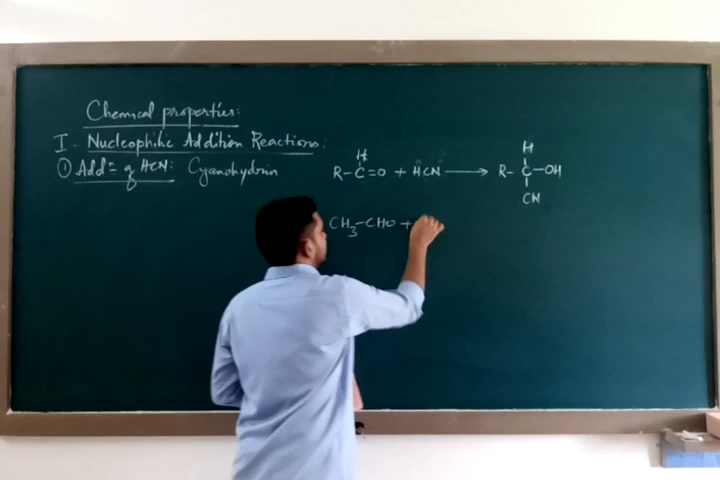 Chemical properties:
I - Nucleophilic Addition Reactions:
① Addn of HCN: Cyanohydrin
H
R-C=O + HCN ⟶ R-C-OH
H
CN
CH3-CHO +